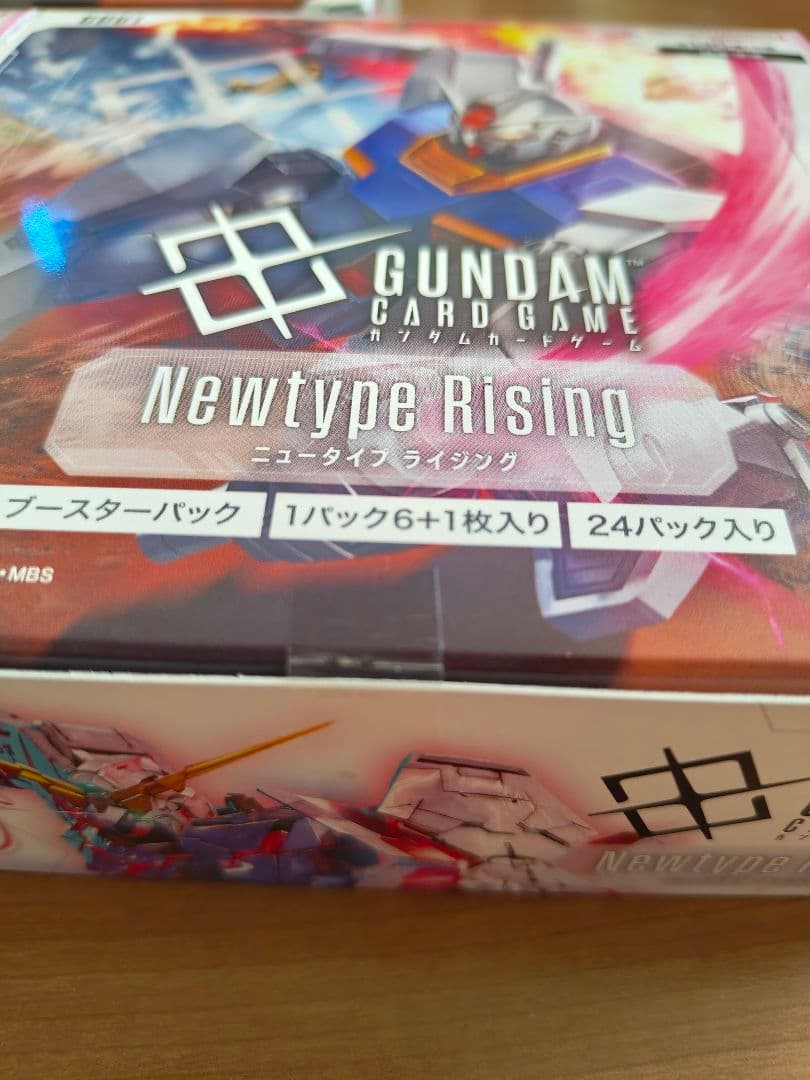 GUNDAM™
CARD GAME
ガンダムカードゲーム
Newtype Rising
ニュータイプ ライジング
ブースターパック
1パック6+1枚入り
24パック入り
・MBS
Newtype